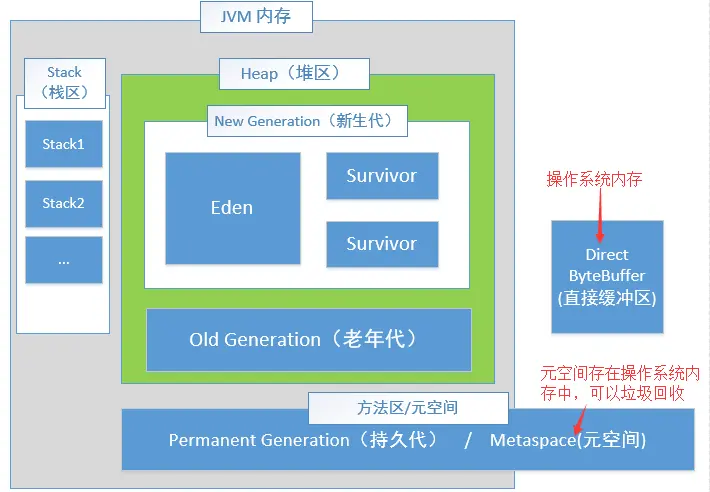 JVM 内存
Stack
（栈区）
Stack1
Stack2
...
Heap（堆区）
New Generation（新生代）
Eden
Survivor
Survivor
Old Generation（老年代）
操作系统内存
Direct
ByteBuffer
(直接缓冲区)
元空间存在操作系统内
存中，可以垃圾回收
方法区/元空间
Permanent Generation（持久代） / Metaspace(元空间)